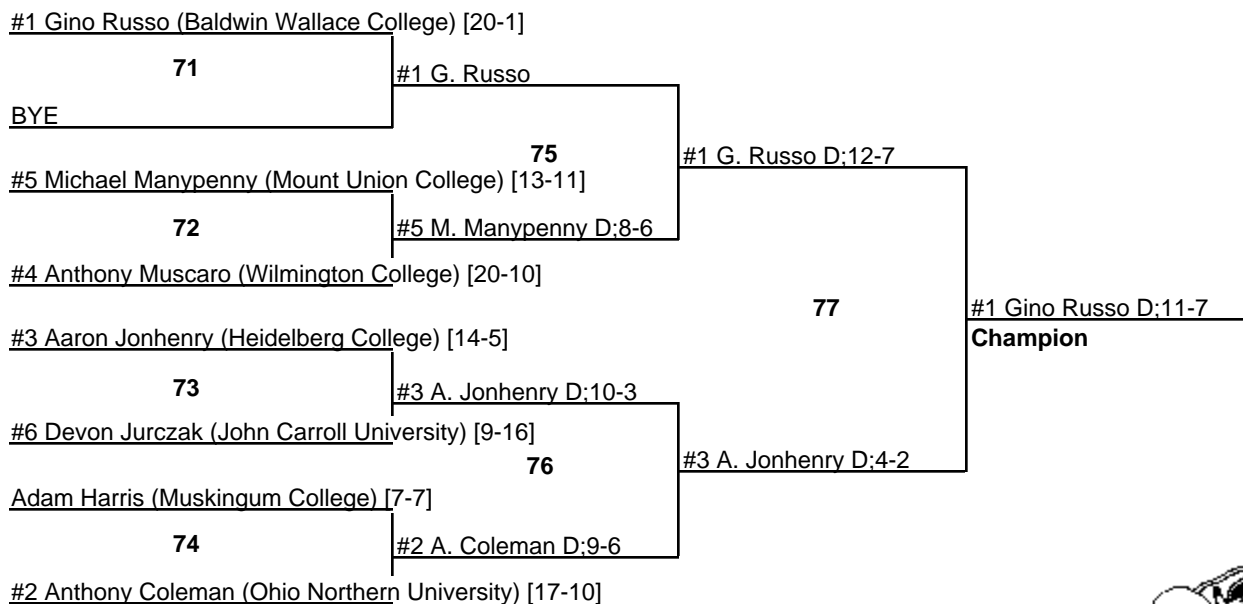 #1 Gino Russo (Baldwin Wallace College) [20-1]
71
#1 G. Russo
BYE
75
#1 G. Russo D;12-7
#5 Michael Manypenny (Mount Union College) [13-11]
72
#5 M. Manypenny D;8-6
#4 Anthony Muscaro (Wilmington College) [20-10]
77
#1 Gino Russo D;11-7
Champion
#3 Aaron Jonhenry (Heidelberg College) [14-5]
73
#3 A. Jonhenry D;10-3
#6 Devon Jurczak (John Carroll University) [9-16]
76
#3 A. Jonhenry D;4-2
Adam Harris (Muskingum College) [7-7]
74
#2 A. Coleman D;9-6
#2 Anthony Coleman (Ohio Northern University) [17-10]